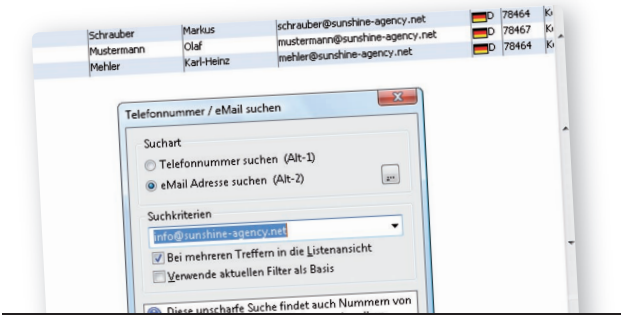 Schrauber Markus schrauber@sunshine-agency.net D 78464
Mustermann Olaf mustermann@sunshine-agency.net D 78467
Mehler Karl-Heinz mehler@sunshine-agency.net D 78464
Telefonnummer / eMail suchen
Suchart
Telefonnummer suchen (Alt-1)
eMail Adresse suchen (Alt-2)
...
Suchkriterien
info@sunshine-agency.net
Bei mehreren Treffern in die Listenansicht
Verwende aktuellen Filter als Basis
Diese unscharfe Suche findet auch Nummern von